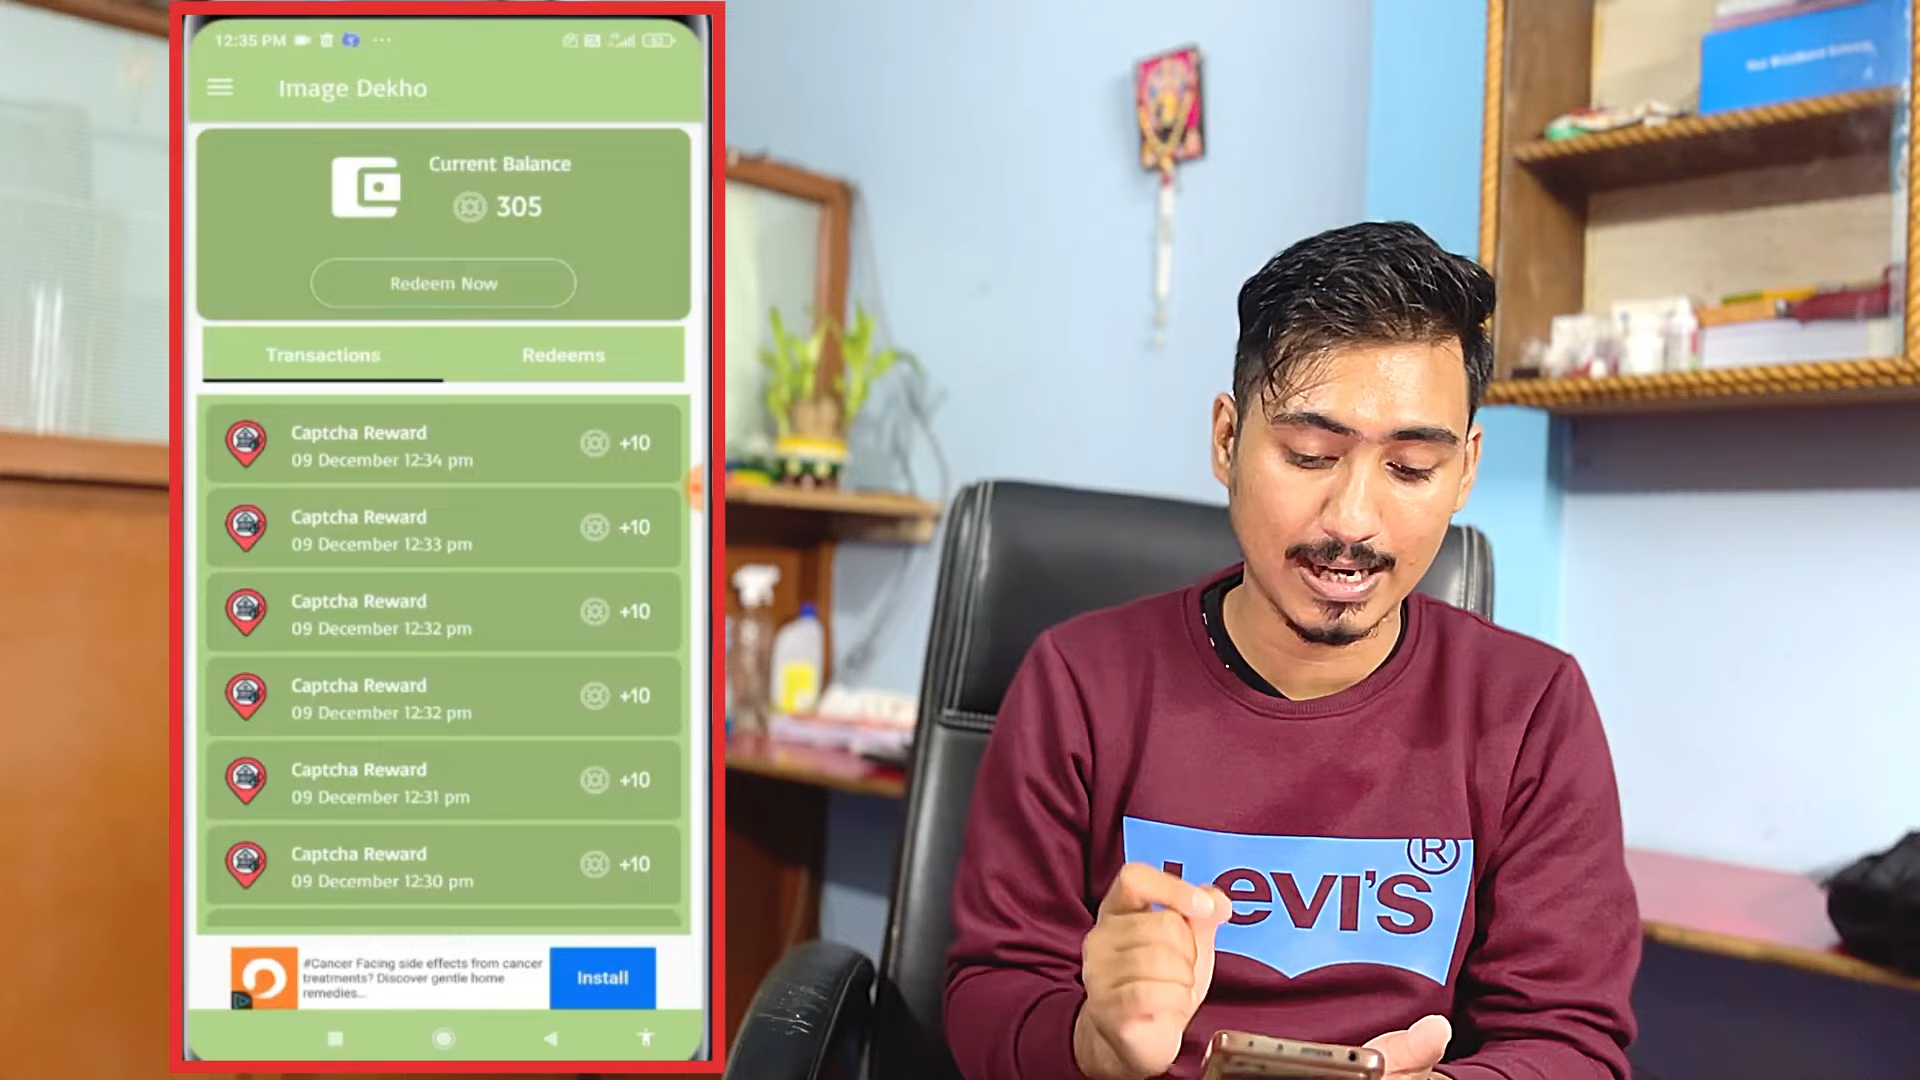 12:35 PM
Image Dekho
Current Balance
305
Redeem Now
Transactions
Redeems
Captcha Reward
+10
09 December 12:34 pm
Captcha Reward
+10
09 December 12:33 pm
Captcha Reward
+10
09 December 12:32 pm
Captcha Reward
+10
09 December 12:32 pm
Captcha Reward
+10
09 December 12:31 pm
Captcha Reward
+10
09 December 12:30 pm
#Cancer Facing side effects from cancer
treatments? Discover gentle home
remedies...
Install
Levi's
®